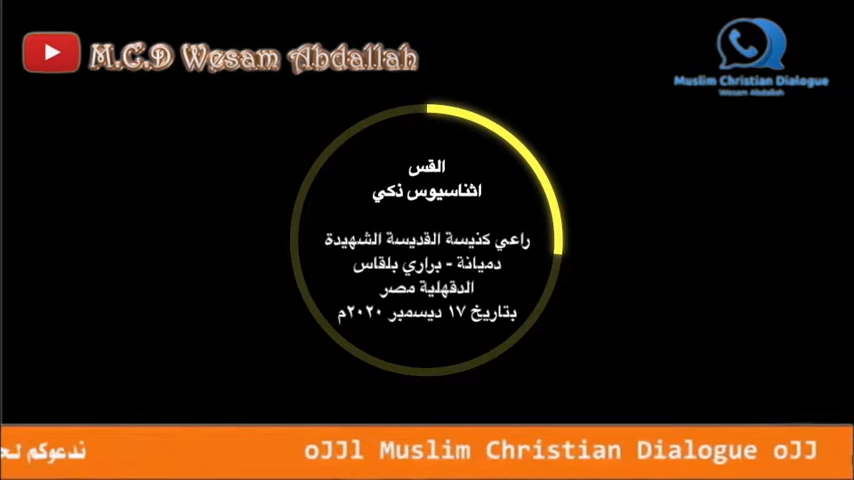 M.C.D Wesam Abdallah
Muslim Christian Dialogue
Wesam Abdallah
القس
اثناسيوس ذكي
راعي كنيسة القديسة الشهيدة
دميانة - براري بلقاس
الدقهلية مصر
بتاريخ ١٧ ديسمبر ٢٠٢٠م
oJJl Muslim Christian Dialogue oJJ ندعوكم لح